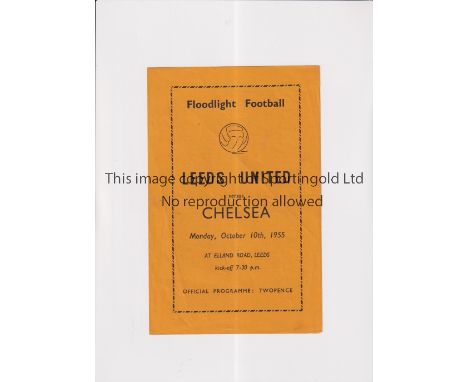 Floodlight Football
LEEDS UNITED
CHELSEA
Monday, October 10th, 1955
AT ELLAND ROAD, LEEDS
kick-off 7-30 p.m.
OFFICIAL PROGRAMME: TWOPENCE
This image copyright of Sportingold Ltd
No reproduction allowed